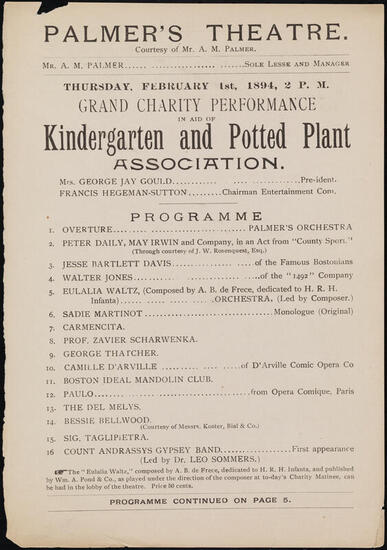 PALMER'S THEATRE.
Courtesy of Mr. A. M. PALMER.
MR. A. M. PALMER...... ......................... .......SOLE LESSE AND MANAGER
THURSDAY, FEBRUARY 1st, 1894, 2 P. M.
GRAND CHARITY PERFORMANCE
IN AID OF
Kindergarten and Potted Plant
ASSOCIATION.
Mrs. GEORGE JAY GOULD............. ...................President.
FRANCIS HEGEMAN-SUTTON.......... Chairman Entertainment Com.
PROGRAMME
1. OVERTURE.................. ..................PALMER'S ORCHESTRA
2. PETER DAILY, MAY IRWIN and Company, in an Act from "County Sport."
(Through courtesy of J. W. Rosenquest, Esq.)
3. JESSE BARTLETT DAVIS.....................of the Famous Bostonians
4. WALTER JONES............................of the "1492" Company
5. EULALIA WALTZ, (Composed by A. B. de Frece, dedicated to H. R. H.
Infanta)...... ..................ORCHESTRA, (Led by Composer.)
6. SADIE MARTINOT.................. .......Monologue (Original)
7. CARMENCITA.
8. PROF. ZAVIER SCHARWENKA.
9. GEORGE THATCHER.
10. CAMILLE D'ARVILLE ..... ..................of D'Arville Comic Opera Co
11. BOSTON IDEAL MANDOLIN CLUB.
12. PAULO......... .........................from Opera Comique, Paris
13. THE DEL MELYS.
14. BESSIE BELLWOOD.
(Courtesy of Messrs. Koster, Bial & Co.)
15. SIG. TAGLIPIETRA.
16 COUNT ANDRASSYS GYPSEY BAND............First appearance
(Led by Dr. LEO SOMMERS.)
☞The "Eulalia Waltz," composed by A. B. de Frece, dedicated to H. R. H. Infanta, and published
by Wm. A. Pond & Co., as played under the direction of the composer at to-day's Charity Matinee, can
be had in the lobby of the theatre. Price 50 cents.
PROGRAMME CONTINUED ON PAGE 5.